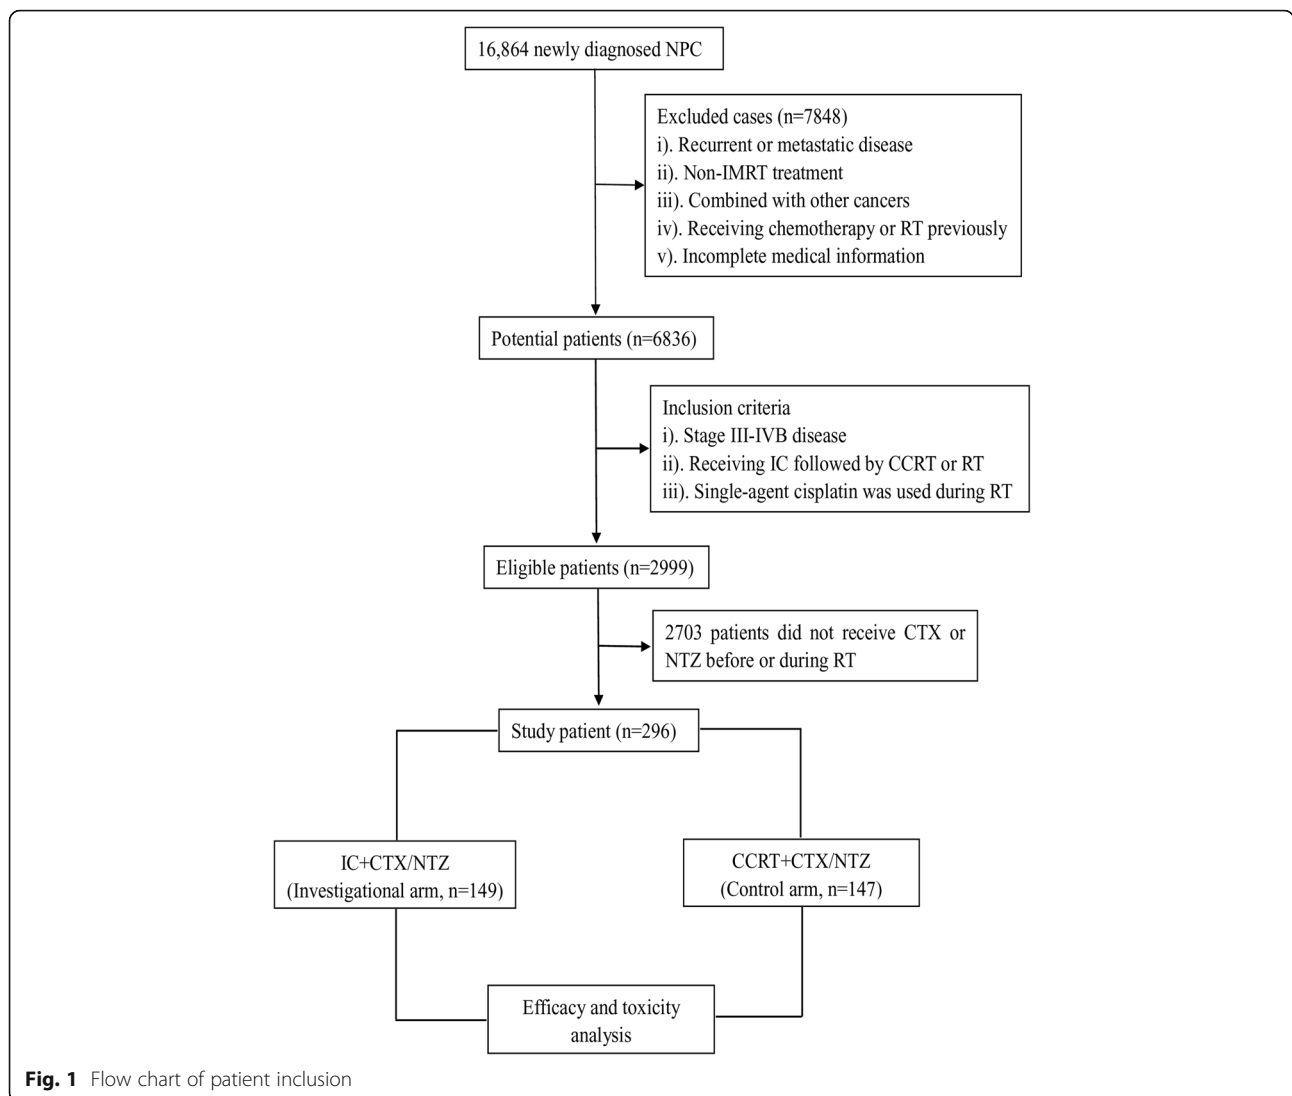 16,864 newly diagnosed NPC
Excluded cases (n=7848)
i). Recurrent or metastatic disease
ii). Non-IMRT treatment
iii). Combined with other cancers
iv). Receiving chemotherapy or RT previously
v). Incomplete medical information
Potential patients (n=6836)
Inclusion criteria
i). Stage III-IVB disease
ii). Receiving IC followed by CCRT or RT
iii). Single-agent cisplatin was used during RT
Eligible patients (n=2999)
2703 patients did not receive CTX or
NTZ before or during RT
Study patient (n=296)
IC+CTX/NTZ
(Investigational arm, n=149)
CCRT+CTX/NTZ
(Control arm, n=147)
Efficacy and toxicity
analysis
Fig. 1 Flow chart of patient inclusion